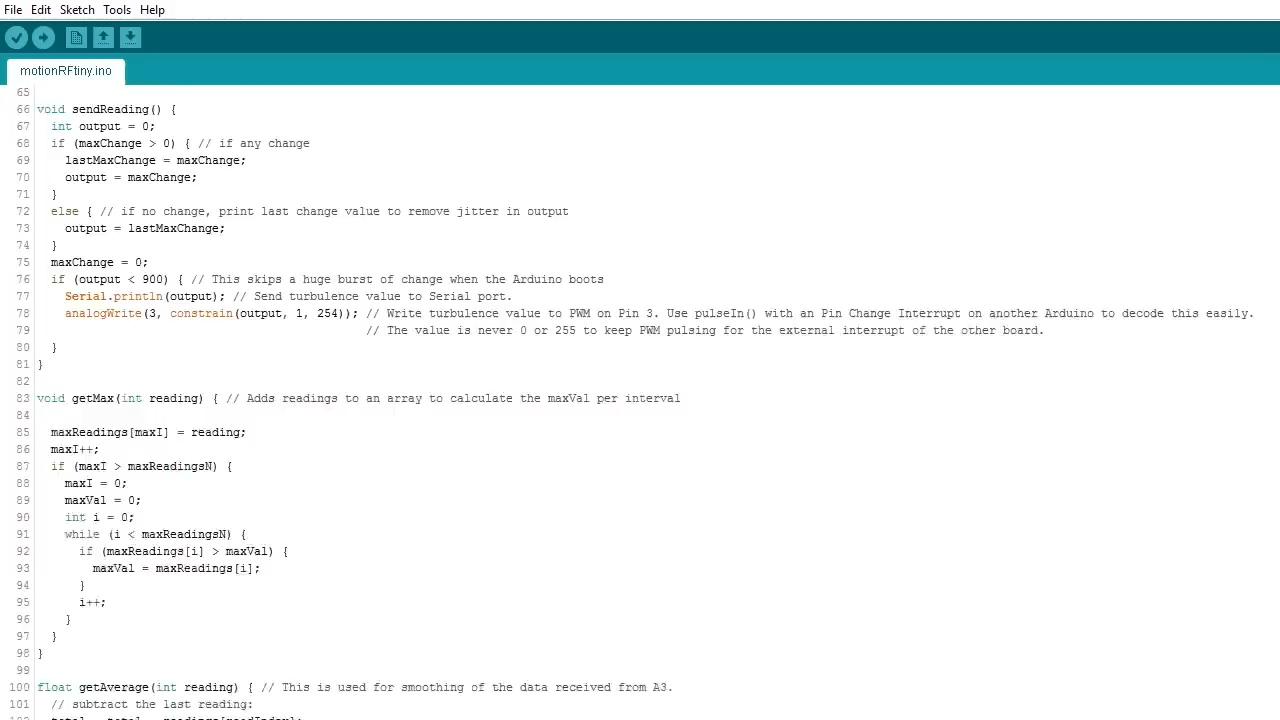 File Edit Sketch Tools Help
motionRFtiny.ino
65
66 void sendReading() {
67 int output = 0;
68 if (maxChange > 0) { // if any change
69 lastMaxChange = maxChange;
70 output = maxChange;
71 }
72 else { // if no change, print last change value to remove jitter in output
73 output = lastMaxChange;
74 }
75 maxChange = 0;
76 if (output < 900) { // This skips a huge burst of change when the Arduino boots
77 Serial.println(output); // Send turbulence value to Serial port.
78 analogWrite(3, constrain(output, 1, 254)); // Write turbulence value to PWM on Pin 3. Use pulseIn() with an Pin Change Interrupt on another Arduino to decode this easily.
79 // The value is never 0 or 255 to keep PWM pulsing for the external interrupt of the other board.
80 }
81 }
82
83 void getMax(int reading) { // Adds readings to an array to calculate the maxVal per interval
84
85 maxReadings[maxI] = reading;
86 maxI++;
87 if (maxI > maxReadingsN) {
88 maxI = 0;
89 maxVal = 0;
90 int i = 0;
91 while (i < maxReadingsN) {
92 if (maxReadings[i] > maxVal) {
93 maxVal = maxReadings[i];
94 }
95 i++;
96 }
97 }
98 }
99
100 float getAverage(int reading) { // This is used for smoothing of the data received from A3.
101 // subtract the last reading: